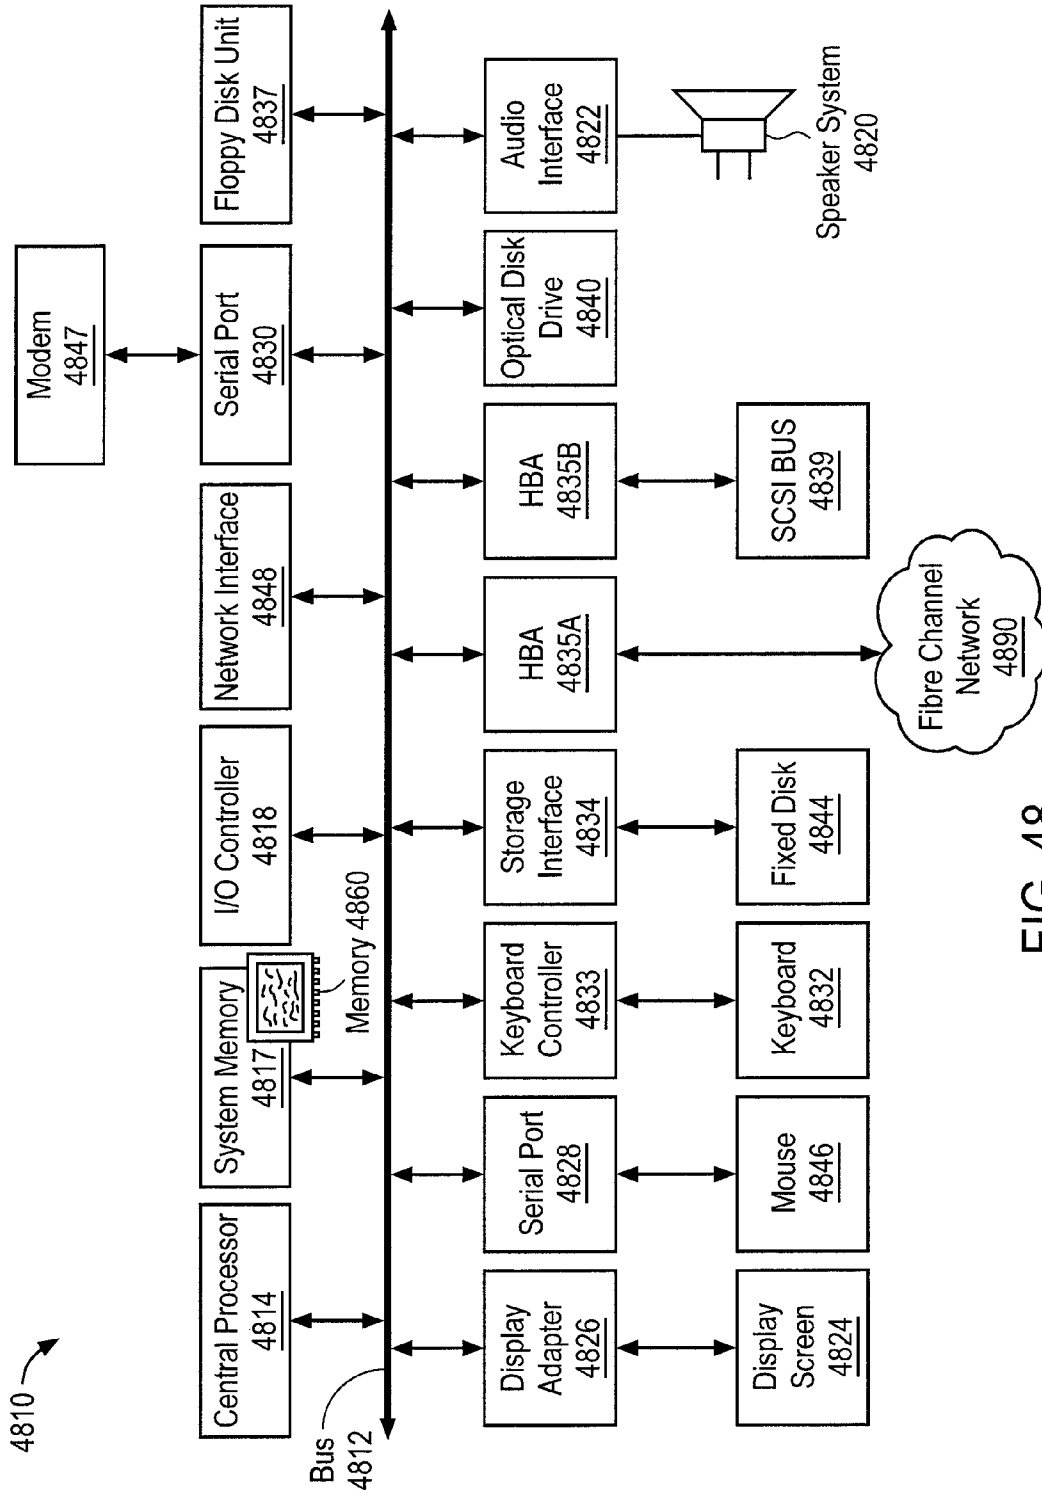 4810
Modem
4847
Central Processor
4814
System Memory
4817
I/O Controller
4818
Network Interface
4848
Serial Port
4830
Floppy Disk Unit
4837
Memory 4860
Bus
4812
Display
Adapter
4826
Serial Port
4828
Keyboard
Controller
4833
Storage
Interface
4834
HBA
4835A
HBA
4835B
Optical Disk
Drive
4840
Audio
Interface
4822
Display
Screen
4824
Mouse
4846
Keyboard
4832
Fixed Disk
4844
SCSI BUS
4839
Speaker System
4820
Fibre Channel
Network
4890
FIG. 48